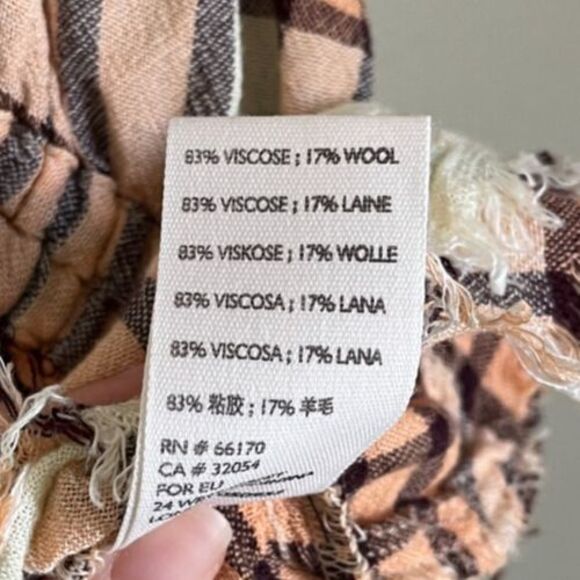 83% VISCOSE ; 17% WOOL
83% VISCOSE ; 17% LAINE
83% VISKOSE ; 17% WOLLE
83% VISCOSA ; 17% LANA
83% VISCOSA ; 17% LANA
83% 粘胶 ; 17% 羊毛
RN # 66170
CA # 32054
FOR EU
24